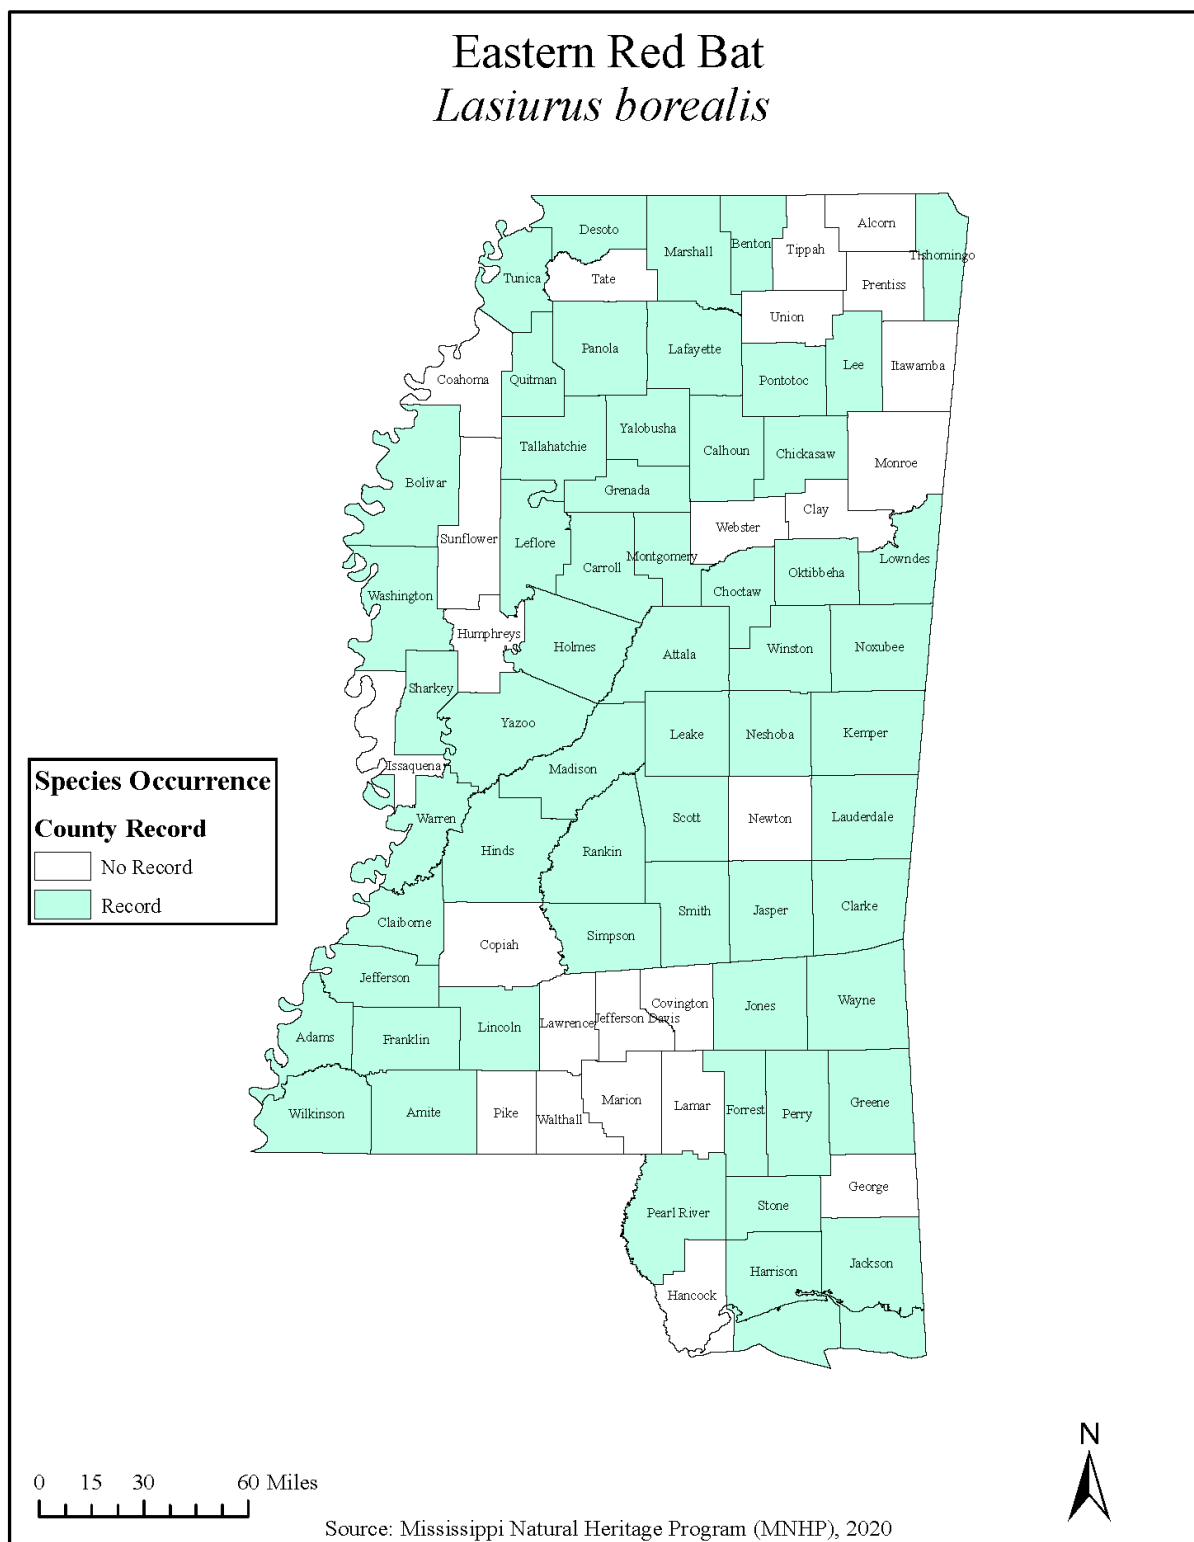 Eastern Red Bat
Lasiurus borealis
Desoto
Marshall
Benton
Tippah
Alcorn
Tishomingo
Tunica
Tate
Prentiss
Union
Panola
Lafayette
Coahoma
Quitman
Pontotoc
Lee
Itawamba
Tallahatchie
Yalobusha
Calhoun
Chickasaw
Monroe
Bolivar
Grenada
Clay
Sunflower
Leflore
Webster
Carroll
Montgomery
Lowndes
Oktibbeha
Washington
Choctaw
Humphreys
Holmes
Attala
Winston
Noxubee
Sharkey
Yazoo
Leake
Neshoba
Kemper
Issaquena
Madison
Warren
Scott
Newton
Lauderdale
Hinds
Rankin
Claiborne
Smith
Jasper
Clarke
Copiah
Simpson
Jefferson
Covington
Jones
Wayne
Adams
Franklin
Lincoln
Lawrence
Jefferson Davis
Wilkinson
Amite
Pike
Walthall
Marion
Lamar
Forrest
Perry
Greene
George
Pearl River
Stone
Harrison
Jackson
Hancock
Species Occurrence
County Record
No Record
Record
0 15 30 60 Miles
N
Source: Mississippi Natural Heritage Program (MNHP), 2020